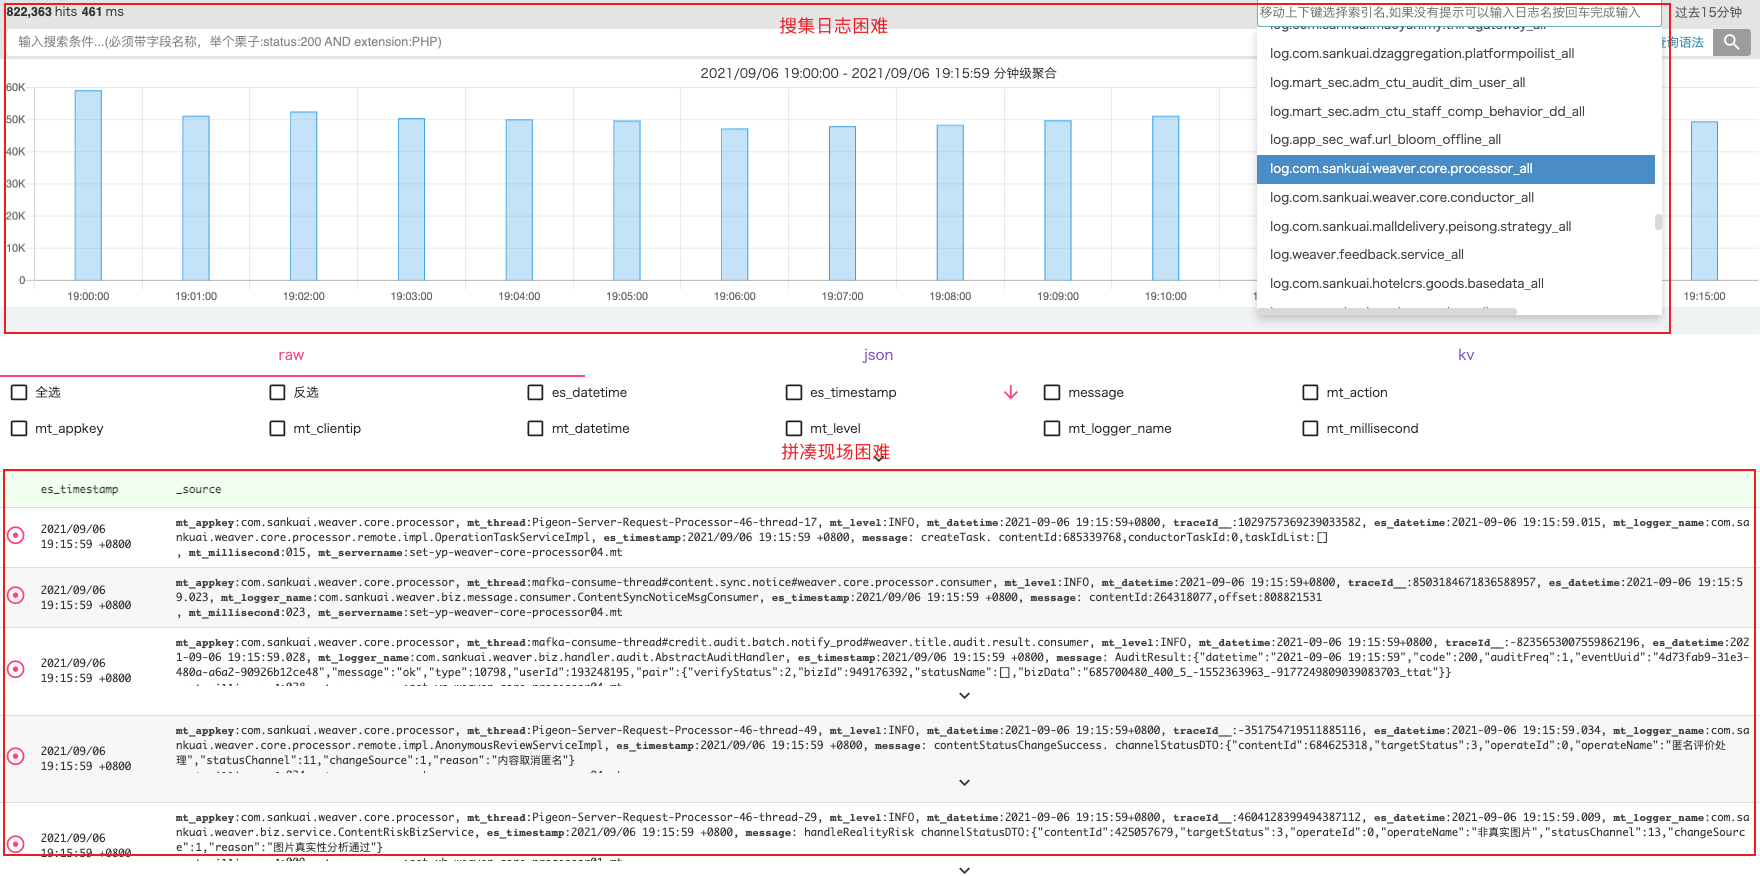 822,363 hits 461 ms
搜集日志困难
移动上下键选择索引名,如果没有提示可以输入日志名按回车完成输入
过去15分钟
输入搜索条件...(必须带字段名称，举个栗子:status:200 AND extension:PHP)
查询语法
log.com.sankuai.dzaggregation.platformpoilist_all
log.mart_sec.adm_ctu_audit_dim_user_all
log.mart_sec.adm_ctu_staff_comp_behavior_dd_all
log.app_sec_waf.url_bloom_offline_all
log.com.sankuai.weaver.core.processor_all
log.com.sankuai.weaver.core.conductor_all
log.com.sankuai.malldelivery.peisong.strategy_all
log.weaver.feedback.service_all
log.com.sankuai.hotelcrs.goods.basedata_all
2021/09/06 19:00:00 - 2021/09/06 19:15:59 分钟级聚合
60K
50K
40K
30K
20K
10K
0
19:00:00 19:01:00 19:02:00 19:03:00 19:04:00 19:05:00 19:06:00 19:07:00 19:08:00 19:09:00 19:10:00 19:15:00
raw json kv
全选 反选 es_datetime es_timestamp message mt_action
mt_appkey mt_clientip mt_datetime mt_level mt_logger_name mt_millisecond
拼凑现场困难
es_timestamp _source
2021/09/06
19:15:59 +0800
mt_appkey:com.sankuai.weaver.core.processor, mt_thread:Pigeon-Server-Request-Processor-46-thread-17, mt_level:INFO, mt_datetime:2021-09-06 19:15:59+0800, traceId__:1029757369239033582, es_datetime:2021-09-06 19:15:59.015, mt_logger_name:com.sa
nkuai.weaver.core.processor.remote.impl.OperationTaskServiceImpl, es_timestamp:2021/09/06 19:15:59 +0800, message: createTask. contentId:685339768,conductorTaskId:0,taskIdList:[]
, mt_millisecond:015, mt_servername:set-yp-weaver-core-processor04.mt
2021/09/06
19:15:59 +0800
mt_appkey:com.sankuai.weaver.core.processor, mt_thread:mafka-consume-thread#content.sync.notice#weaver.core.processor.consumer, mt_level:INFO, mt_datetime:2021-09-06 19:15:59+0800, traceId__:8503184671836588957, es_datetime:2021-09-06 19:15:5
9.023, mt_logger_name:com.sankuai.weaver.biz.message.consumer.ContentSyncNoticeMsgConsumer, es_timestamp:2021/09/06 19:15:59 +0800, message: contentId:264318077,offset:808821531
, mt_millisecond:023, mt_servername:set-yp-weaver-core-processor04.mt
2021/09/06
19:15:59 +0800
mt_appkey:com.sankuai.weaver.core.processor, mt_thread:mafka-consume-thread#credit.audit.batch.notify_prod#weaver.title.audit.result.consumer, mt_level:INFO, mt_datetime:2021-09-06 19:15:59+0800, traceId__:-8235653007559862196, es_datetime:202
1-09-06 19:15:59.028, mt_logger_name:com.sankuai.weaver.biz.handler.audit.AbstractAuditHandler, es_timestamp:2021/09/06 19:15:59 +0800, message: AuditResult:{"datetime":"2021-09-06 19:15:59","code":200,"auditFreq":1,"eventUuid":"4d73fab9-31e3-
480a-a6a2-90926b12ce48","message":"ok","type":10798,"userId":193248195,"pair":{"verifyStatus":2,"bizId":949176392,"statusName":[],"bizData":"685700480_400_5_-1552363963_-9177249809039083703_ttat"}}
2021/09/06
19:15:59 +0800
mt_appkey:com.sankuai.weaver.core.processor, mt_thread:Pigeon-Server-Request-Processor-46-thread-49, mt_level:INFO, mt_datetime:2021-09-06 19:15:59+0800, traceId__:-351754719511885116, es_datetime:2021-09-06 19:15:59.034, mt_logger_name:com.sa
nkuai.weaver.core.processor.remote.impl.AnonymousReviewServiceImpl, es_timestamp:2021/09/06 19:15:59 +0800, message: contentStatusChangeSuccess. channelStatusDTO:{"contentId":684625318,"targetStatus":3,"operateId":0,"operateName":"匿名评价处
理","statusChannel":11,"changeSource":1,"reason":"内容取消匿名"}
2021/09/06
19:15:59 +0800
mt_appkey:com.sankuai.weaver.core.processor, mt_thread:Pigeon-Server-Request-Processor-46-thread-29, mt_level:INFO, mt_datetime:2021-09-06 19:15:59+0800, traceId__:4604128399494387112, es_datetime:2021-09-06 19:15:59.009, mt_logger_name:com.sa
nkuai.weaver.biz.service.ContentRiskBizService, es_timestamp:2021/09/06 19:15:59 +0800, message: handleRealityRisk channelStatusDTO:{"contentId":425057679,"targetStatus":3,"operateId":0,"operateName":"非真实图片","statusChannel":13,"changeSourc
e":1,"reason":"图片真实性分析通过"}